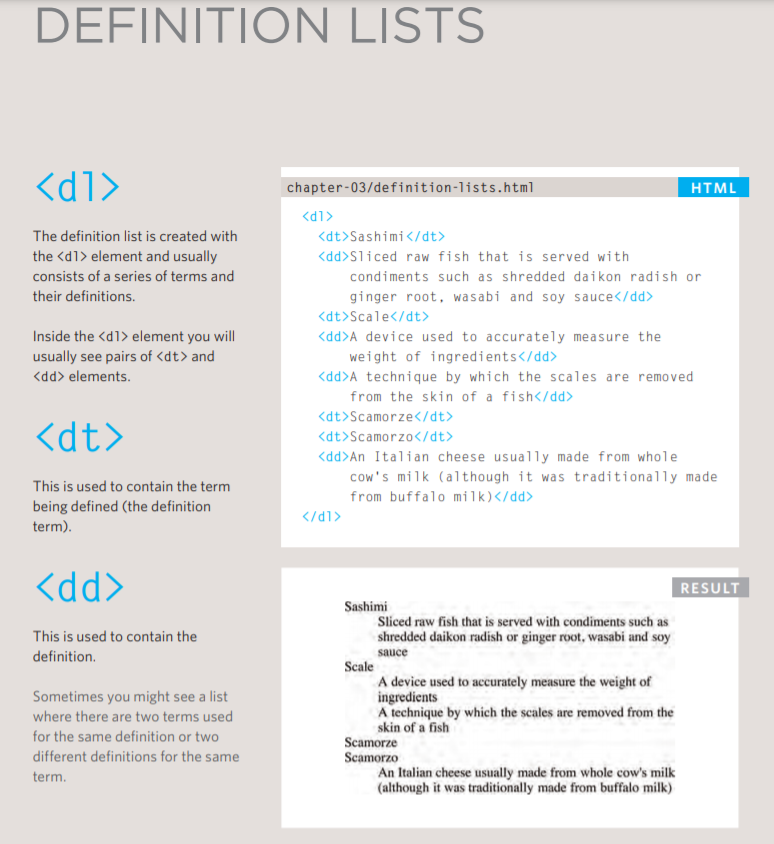 DEFINITION LISTS
<dl>
The definition list is created with
the <dl> element and usually
consists of a series of terms and
their definitions.
Inside the <dl> element you will
usually see pairs of <dt> and
<dd> elements.
<dt>
This is used to contain the term
being defined (the definition
term).
<dd>
This is used to contain the
definition.
Sometimes you might see a list
where there are two terms used
for the same definition or two
different definitions for the same
term.
chapter-03/definition-lists.html
HTML
<dl>
<dt>Sashimi</dt>
<dd>Sliced raw fish that is served with
condiments such as shredded daikon radish or
ginger root, wasabi and soy sauce</dd>
<dt>Scale</dt>
<dd>A device used to accurately measure the
weight of ingredients</dd>
<dd>A technique by which the scales are removed
from the skin of a fish</dd>
<dt>Scamorze</dt>
<dt>Scamorzo</dt>
<dd>An Italian cheese usually made from whole
cow's milk (although it was traditionally made
from buffalo milk)</dd>
</dl>
RESULT
Sashimi
Sliced raw fish that is served with condiments such as
shredded daikon radish or ginger root, wasabi and soy
sauce
Scale
A device used to accurately measure the weight of
ingredients
A technique by which the scales are removed from the
skin of a fish
Scamorze
Scamorzo
An Italian cheese usually made from whole cow's milk
(although it was traditionally made from buffalo milk)